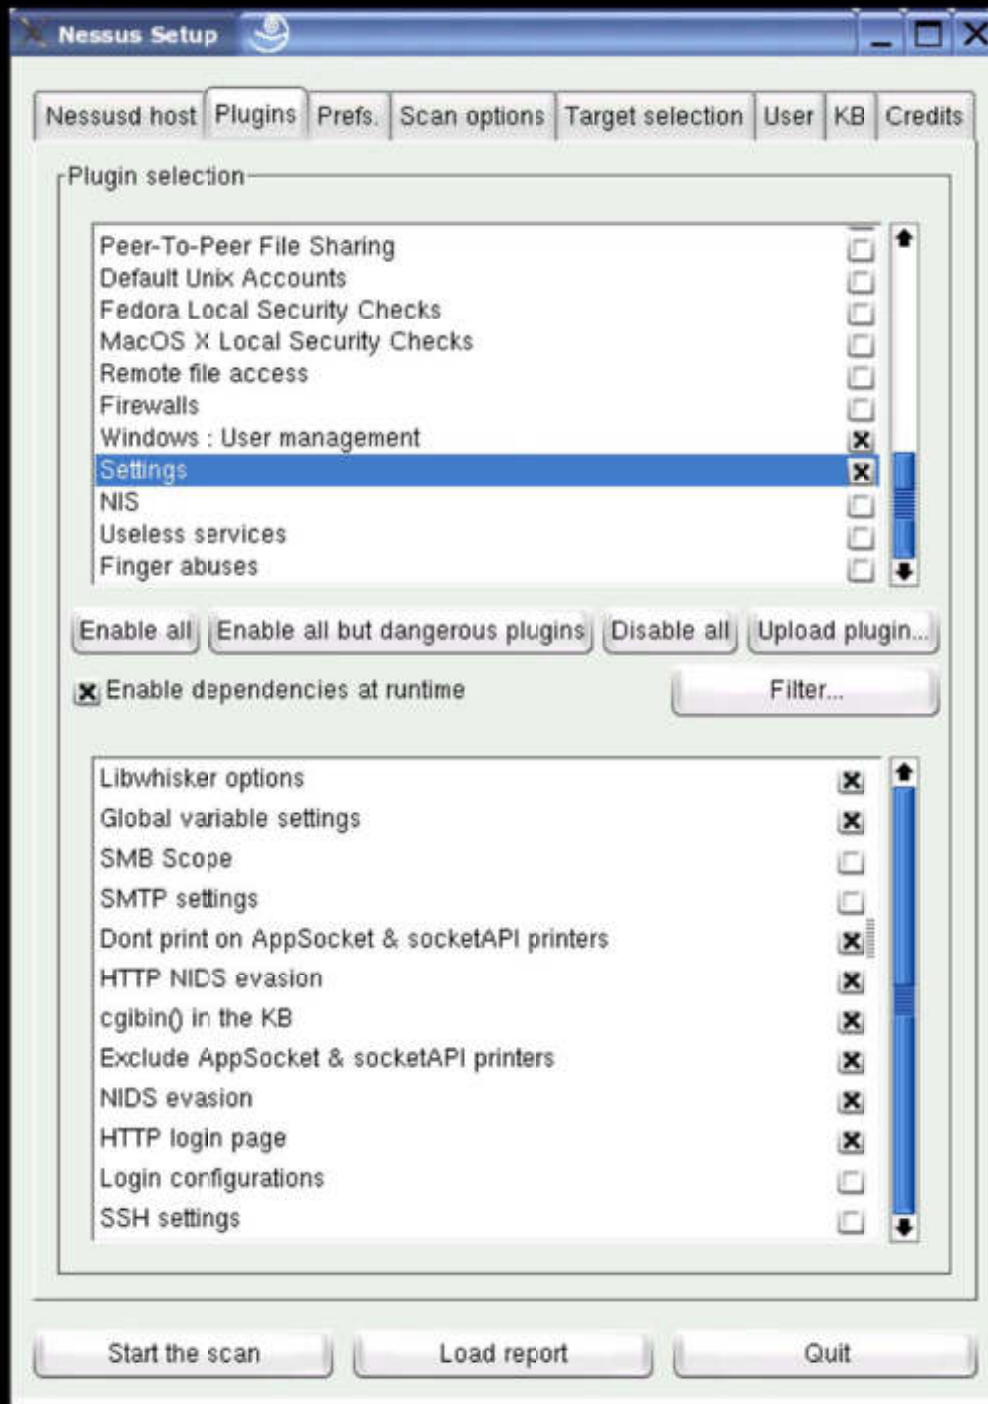 Nessus Setup
Nessusd host Plugins Prefs. Scan options Target selection User KB Credits
Plugin selection
Peer-To-Peer File Sharing
Default Unix Accounts
Fedora Local Security Checks
MacOS X Local Security Checks
Remote file access
Firewalls
Windows : User management
Settings
NIS
Useless services
Finger abuses
Enable all Enable all but dangerous plugins Disable all Upload plugin...
Enable dependencies at runtime Filter...
Libwhisker options
Global variable settings
SMB Scope
SMTP settings
Dont print on AppSocket & socketAPI printers
HTTP NIDS evasion
cgibin() in the KB
Exclude AppSocket & socketAPI printers
NIDS evasion
HTTP login page
Login configurations
SSH settings
Start the scan Load report Quit